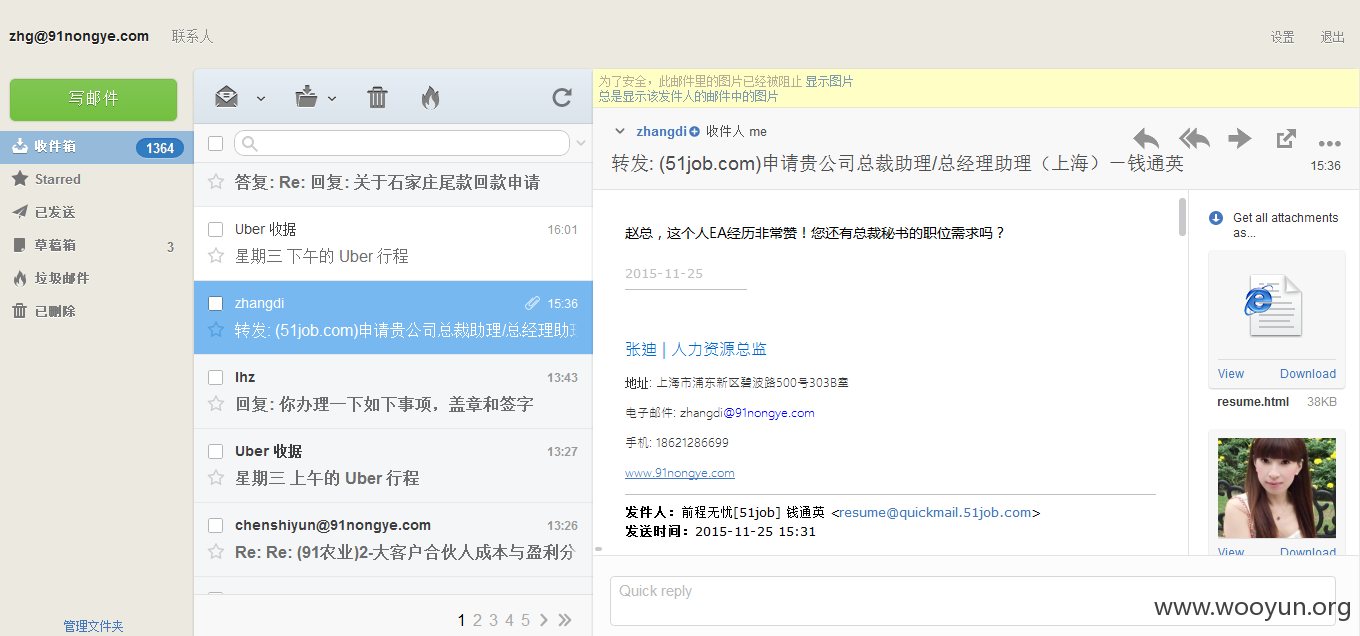 zhg@91nongye.com 联系人 设置 退出
写邮件
收件箱 1364
Starred
已发送
草稿箱 3
垃圾邮件
已删除
管理文件夹
答复: Re: 回复: 关于石家庄尾款回款申请
Uber 收据 16:01
星期三 下午的 Uber 行程
zhangdi 15:36
转发: (51job.com)申请贵公司总裁助理/总经理助
lhz 13:43
回复: 你办理一下如下事项，盖章和签字
Uber 收据 13:27
星期三 上午的 Uber 行程
chenshiyun@91nongye.com 13:26
Re: Re: (91农业)2-大客户合伙人成本与盈利分
1 2 3 4 5
为了安全，此邮件里的图片已经被阻止 显示图片
总是显示该发件人的邮件中的图片
zhangdi 收件人 me
转发: (51job.com)申请贵公司总裁助理/总经理助理（上海）－钱通英
15:36
赵总，这个人EA经历非常赞！您还有总裁秘书的职位需求吗？
2015-11-25
张迪 | 人力资源总监
地址: 上海市浦东新区碧波路500号303B室
电子邮件: zhangdi@91nongye.com
手机: 18621286699
www.91nongye.com
发件人： 前程无忧[51job] 钱通英 <resume@quickmail.51job.com>
发送时间： 2015-11-25 15:31
Get all attachments
as...
View Download
resume.html 38KB
View Download
Quick reply
www.wooyun.org